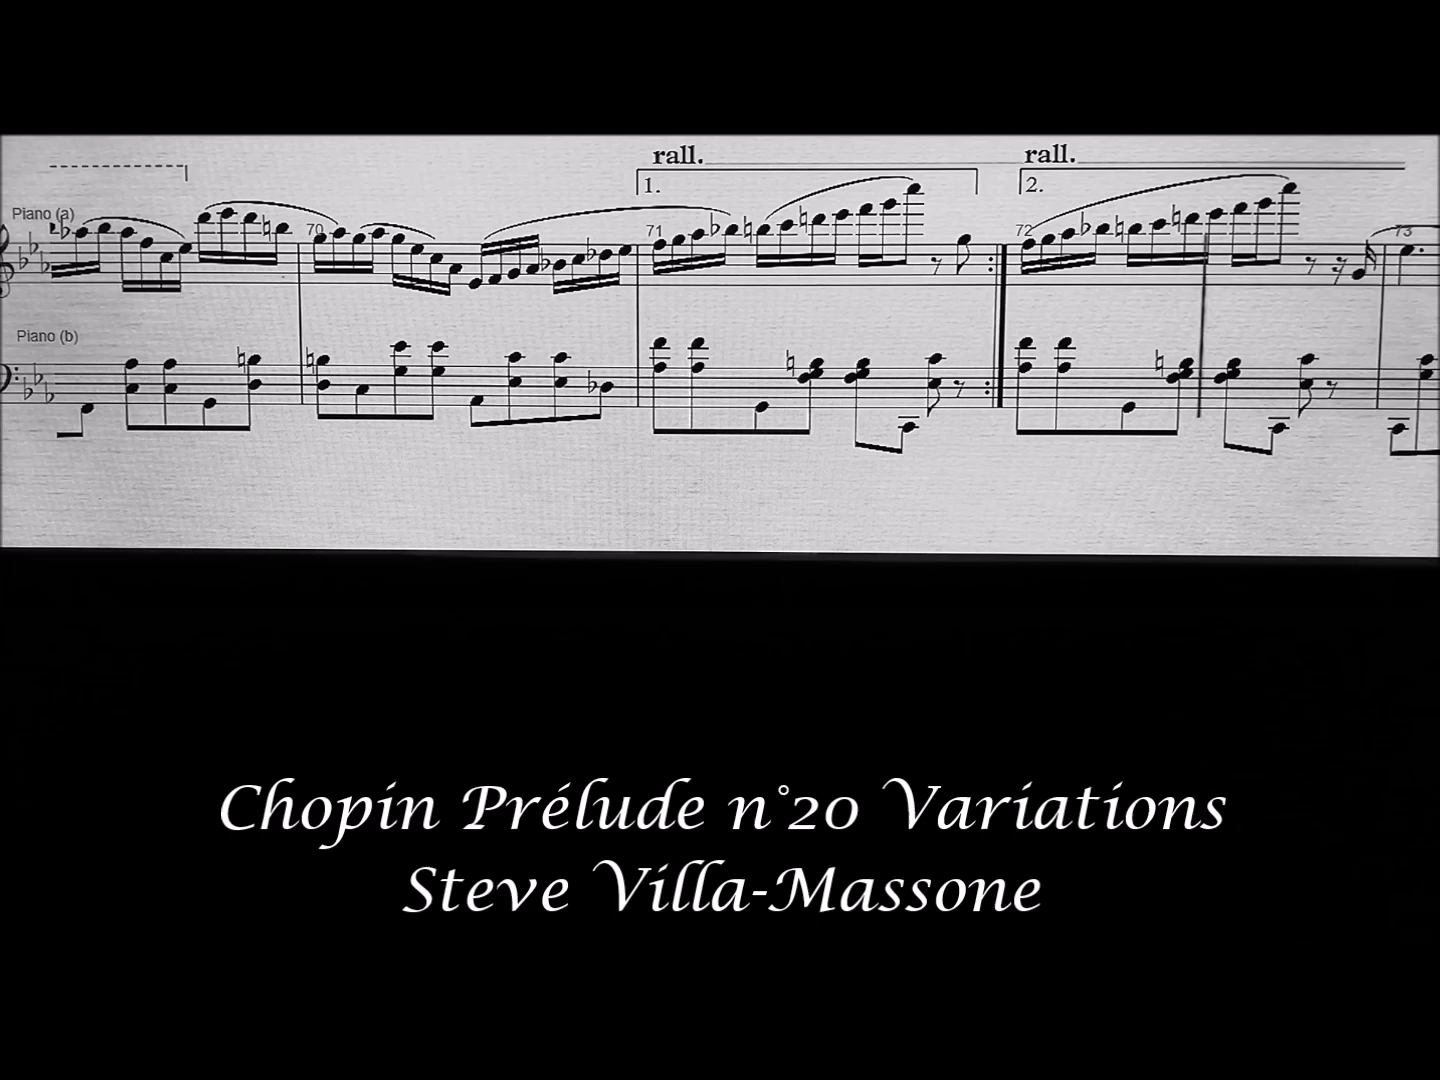 rall.
rall.
1.
2.
Piano (a)
70
71
72
73
Piano (b)
Chopin Prélude n°20 Variations
Steve Villa-Massone